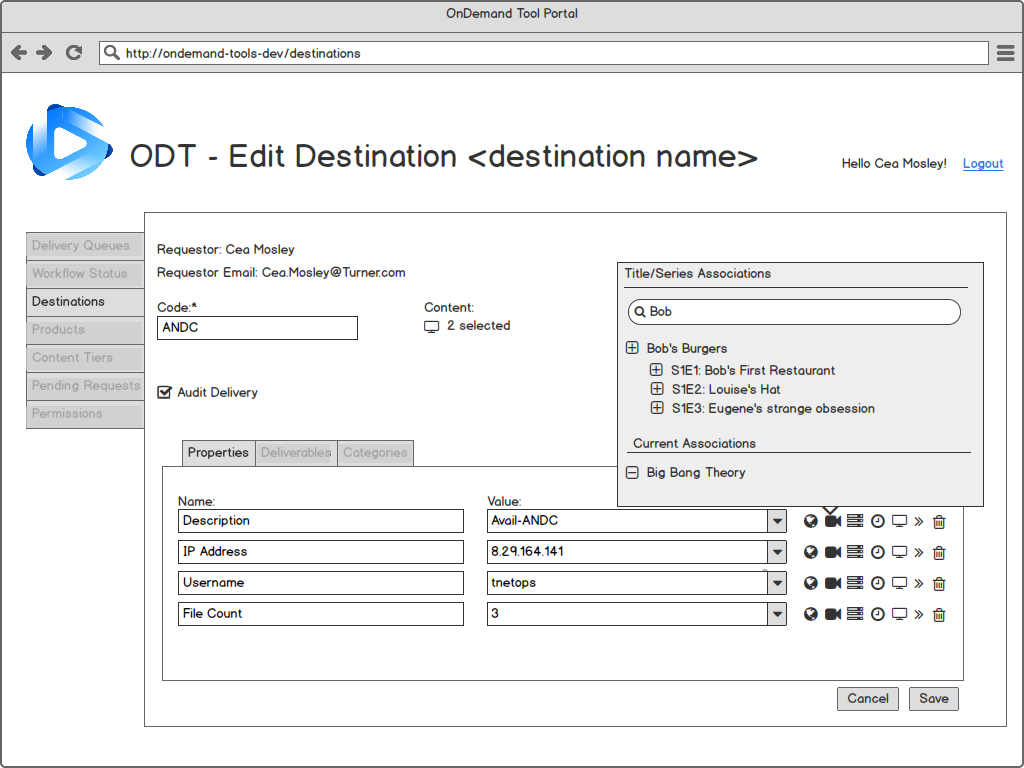 OnDemand Tool Portal
http://ondemand-tools-dev/destinations
ODT - Edit Destination <destination name>
Hello Cea Mosley! Logout
Delivery Queues
Workflow Status
Destinations
Products
Content Tiers
Pending Requests
Permissions
Requestor: Cea Mosley
Requestor Email: Cea.Mosley@Turner.com
Code:*
ANDC
Content:
2 selected
Audit Delivery
Title/Series Associations
Bob
Bob's Burgers
S1E1: Bob's First Restaurant
S1E2: Louise's Hat
S1E3: Eugene's strange obsession
Current Associations
Big Bang Theory
Properties Deliverables Categories
Name: Value:
Description Avail-ANDC
IP Address 8.29.164.141
Username tnetops
File Count 3
Cancel Save